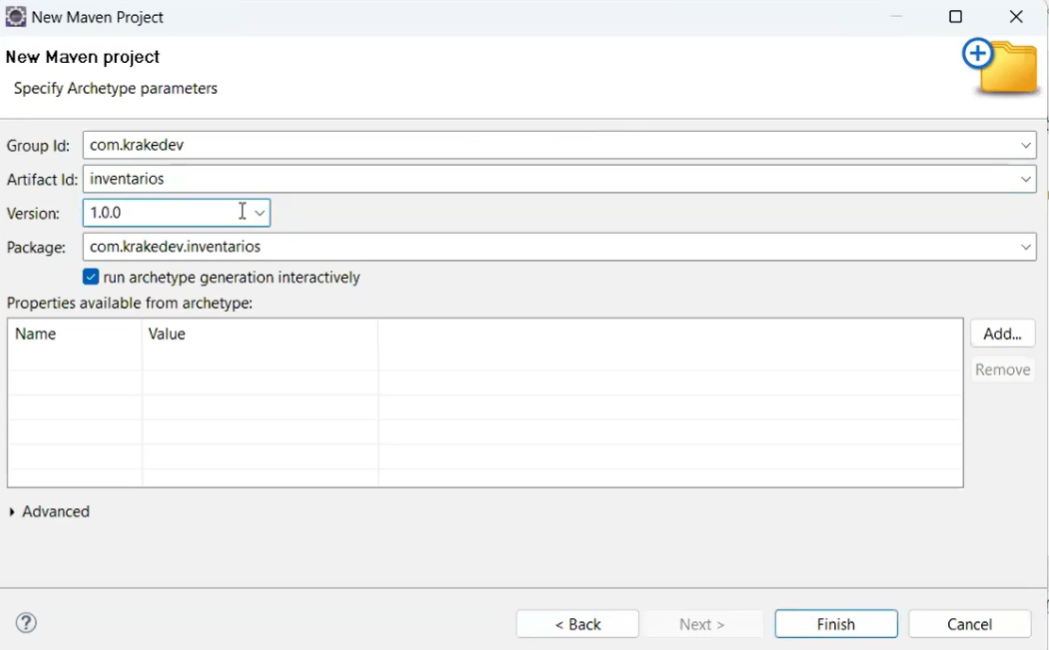 New Maven Project
New Maven project
Specify Archetype parameters
Group Id: com.krakedev
Artifact Id: inventarios
Version: 1.0.0
Package: com.krakedev.inventarios
run archetype generation interactively
Properties available from archetype:
Name Value Add...
Remove
Advanced
< Back Next > Finish Cancel